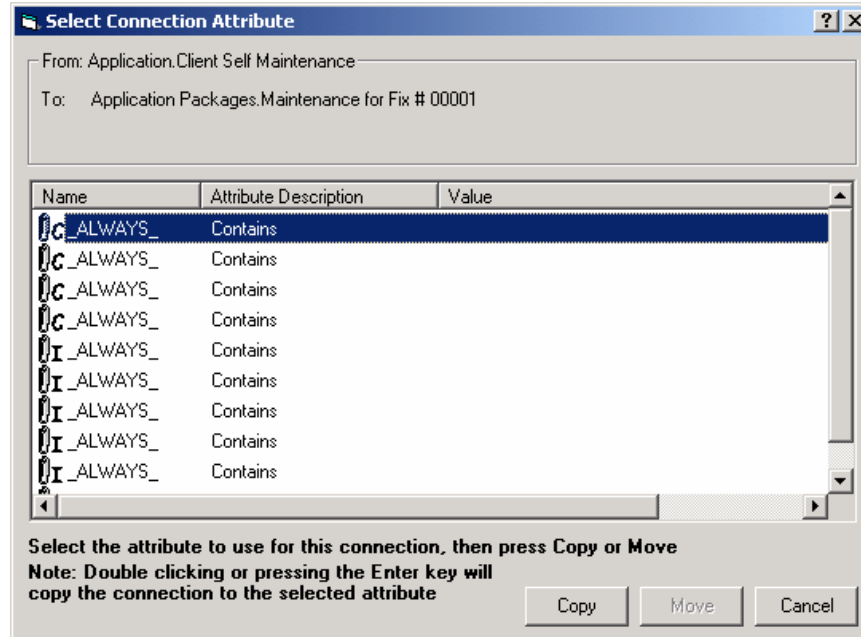 Select Connection Attribute
From: Application.Client Self Maintenance
To: Application Packages.Maintenance for Fix # 00001
Name Attribute Description Value
C _ALWAYS_ Contains
C _ALWAYS_ Contains
C _ALWAYS_ Contains
C _ALWAYS_ Contains
I _ALWAYS_ Contains
I _ALWAYS_ Contains
I _ALWAYS_ Contains
I _ALWAYS_ Contains
I _ALWAYS_ Contains
Select the attribute to use for this connection, then press Copy or Move
Note: Double clicking or pressing the Enter key will
copy the connection to the selected attribute
Copy Move Cancel